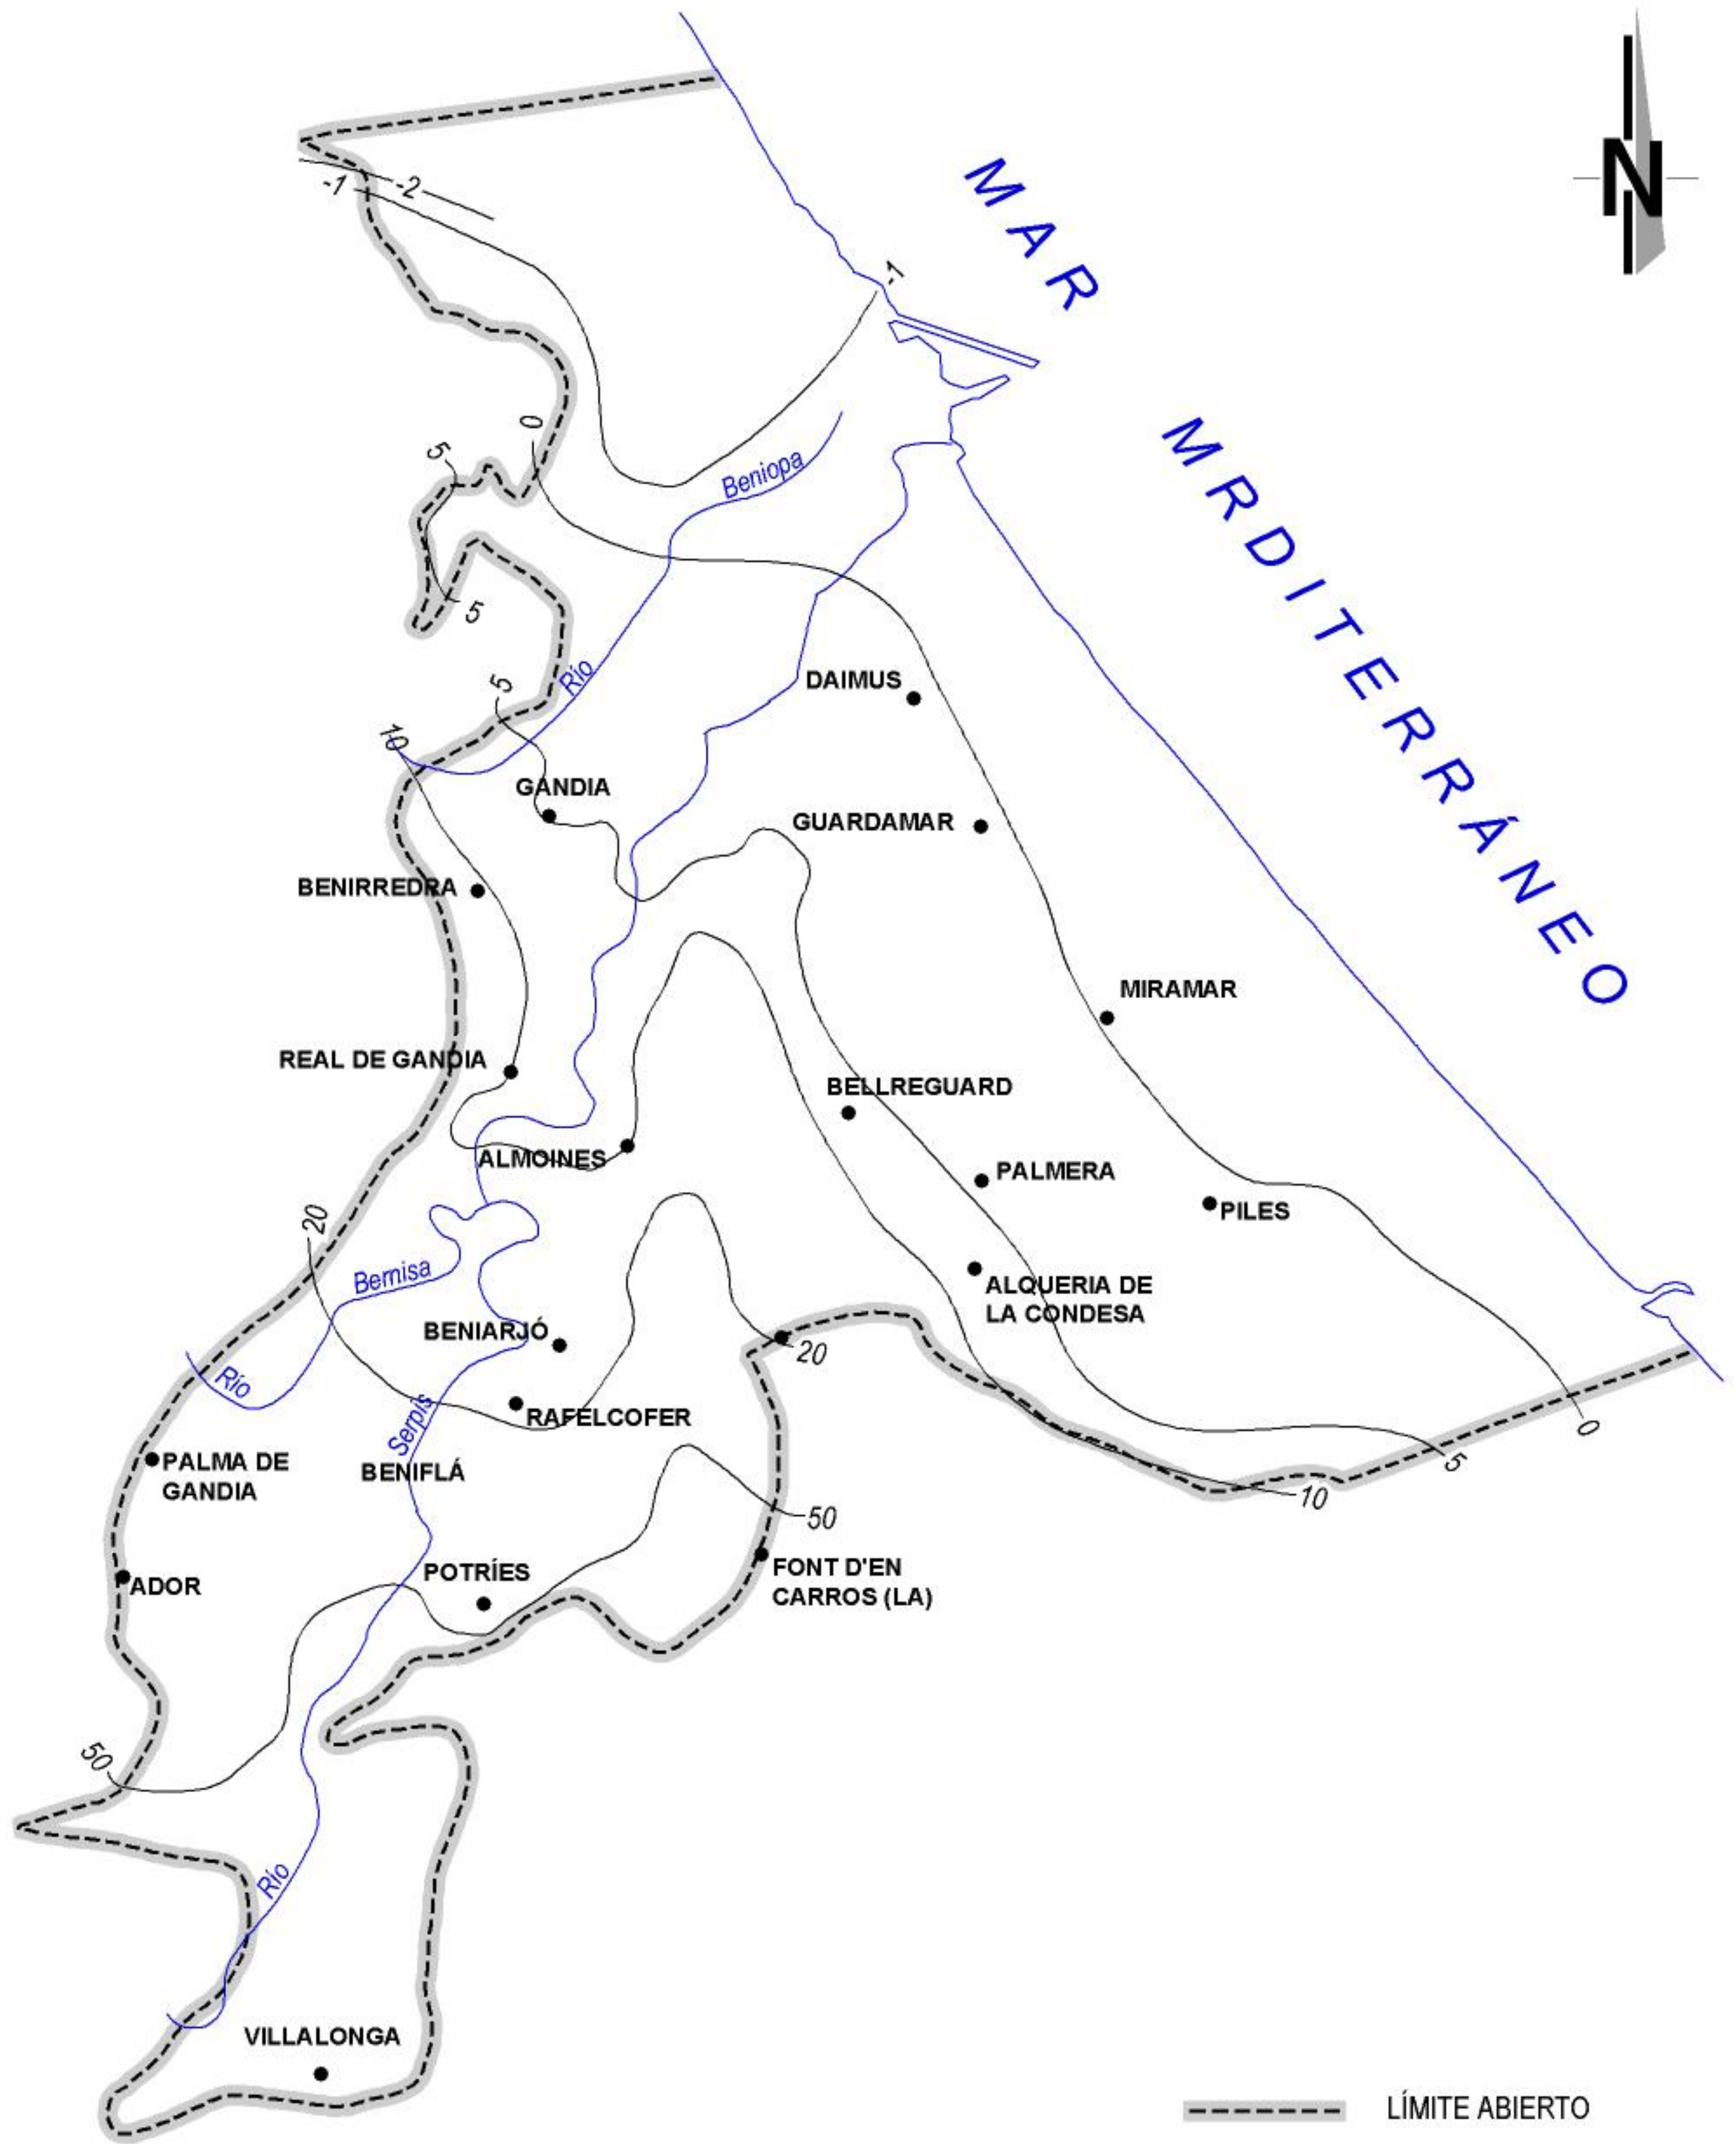 N
MAR
MRDITERRÁNEO
-1
-2
-1
0
5
Beniopa
5
Río
5
DAIMUS
10
GANDIA
GUARDAMAR
BENIRREDRA
MIRAMAR
REAL DE GANDIA
BELLREGUARD
ALMOINES
PALMERA
PILES
20
Bernisa
ALQUERIA DE
LA CONDESA
BENIARJÓ
20
Río
RAFELCOFER
Serpis
0
PALMA DE
GANDIA
BENIFLÁ
5
10
50
ADOR
POTRÍES
FONT D'EN
CARROS (LA)
50
Río
VILLALONGA
LÍMITE ABIERTO